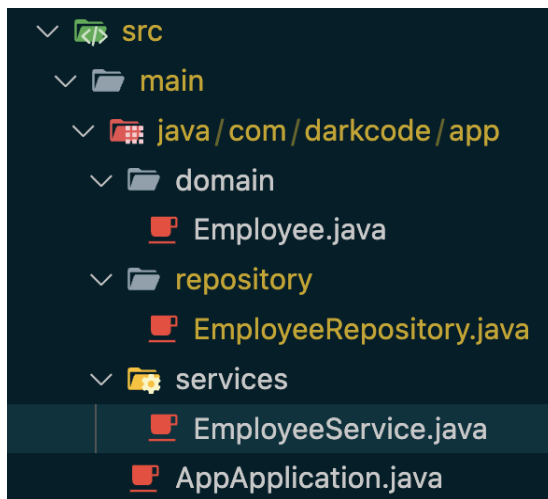 src
main
java/com/darkcode/app
domain
Employee.java
repository
EmployeeRepository.java
services
EmployeeService.java
AppApplication.java